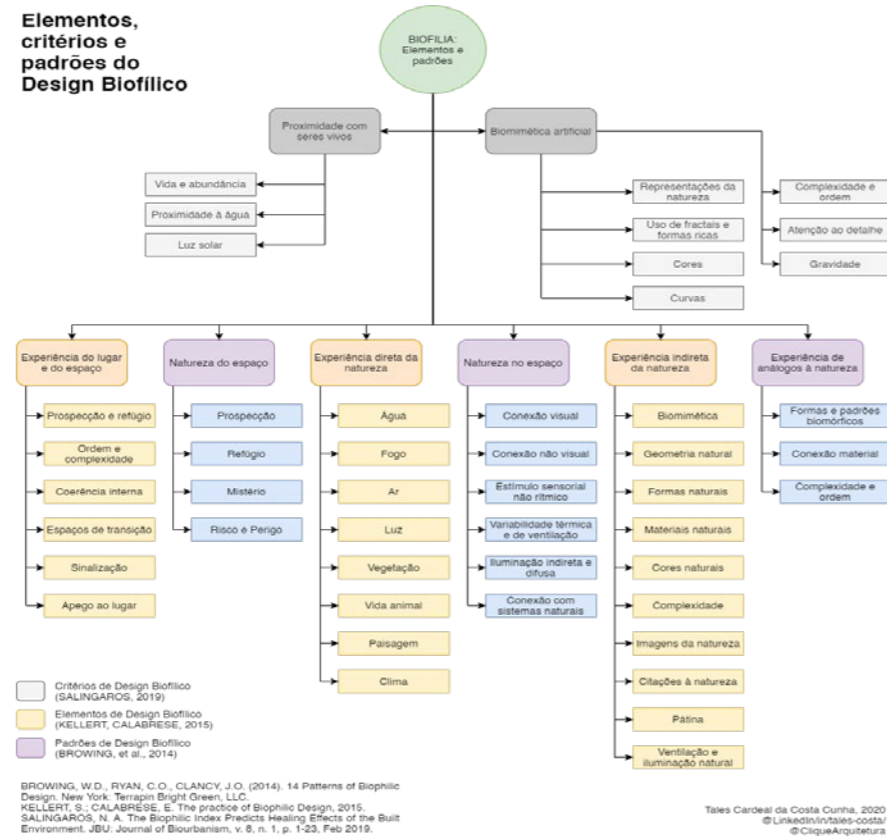 Elementos,
critérios e
padrões do
Design Biofílico
BIOFILIA:
Elementos e
padrões
Proximidade com
seres vivos
Biomimética artificial
Vida e abundância
Proximidade à água
Luz solar
Representações da
natureza
Uso de fractais e
formas ricas
Cores
Curvas
Complexidade e
ordem
Atenção ao detalhe
Gravidade
Experiência do lugar
e do espaço
Prospecção e refúgio
Ordem e
complexidade
Coerência interna
Espaços de transição
Sinalização
Apego ao lugar
Natureza do espaço
Prospecção
Refúgio
Mistério
Risco e Perigo
Experiência direta da
natureza
Água
Fogo
Ar
Luz
Vegetação
Vida animal
Paisagem
Clima
Natureza no espaço
Conexão visual
Conexão não visual
Estímulo sensorial
não rítmico
Variabilidade térmica
e de ventilação
Iluminação indireta e
difusa
Conexão com
sistemas naturais
Experiência indireta
da natureza
Biomimética
Geometria natural
Formas naturais
Materiais naturais
Cores naturais
Complexidade
Imagens da natureza
Citações à natureza
Pátina
Ventilação e
iluminação natural
Experiência de
análogos à natureza
Formas e padrões
biomórficos
Conexão material
Complexidade e
ordem
Critérios de Design Biofílico
(SALINGAROS, 2019)
Elementos de Design Biofílico
(KELLERT, CALABRESE, 2015)
Padrões de Design Biofílico
(BROWING, et al., 2014)
BROWING, W.D., RYAN, C.O., CLANCY, J.O. (2014). 14 Patterns of Biophilic
Design. New York: Terrapin Bright Green, LLC.
KELLERT, S.; CALABRESE, E. The practice of Biophilic Design, 2015.
SALINGAROS, N. A. The Biophilic Index Predicts Healing Effects of the Built
Environment. JBU: Journal of Biourbanism, v. 8, n. 1, p. 1-23, Feb 2019.
Tales Cardeal da Costa Cunha, 2020
@LinkedIn/in/tales-costa/
@CliqueArquitetura